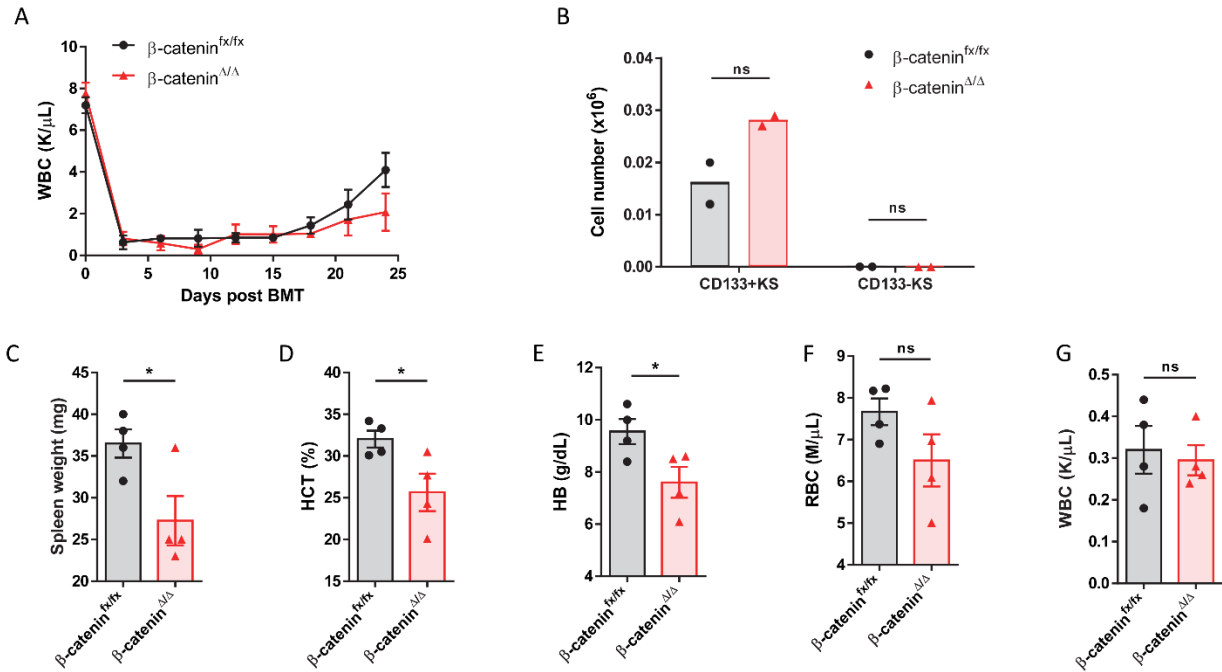 A
β-catenin fx/fx
β-catenin Δ/Δ
WBC (K/µL)
10
8
6
4
2
0
0 5 10 15 20 25
Days post BMT
B
β-catenin fx/fx
β-catenin Δ/Δ
ns
ns
Cell number (x10⁶)
0.04
0.03
0.02
0.01
0.00
CD133+KS CD133-KS
C
*
Spleen weight (mg)
45
40
35
30
25
20
β-catenin fx/fx
β-catenin Δ/Δ
D
*
HCT (%)
40
35
30
25
20
15
β-catenin fx/fx
β-catenin Δ/Δ
E
*
HB (g/dL)
12
10
8
6
4
β-catenin fx/fx
β-catenin Δ/Δ
F
ns
RBC (M/µL)
9
8
7
6
5
4
β-catenin fx/fx
β-catenin Δ/Δ
G
ns
WBC (K/µL)
0.5
0.4
0.3
0.2
0.1
0.0
β-catenin fx/fx
β-catenin Δ/Δ